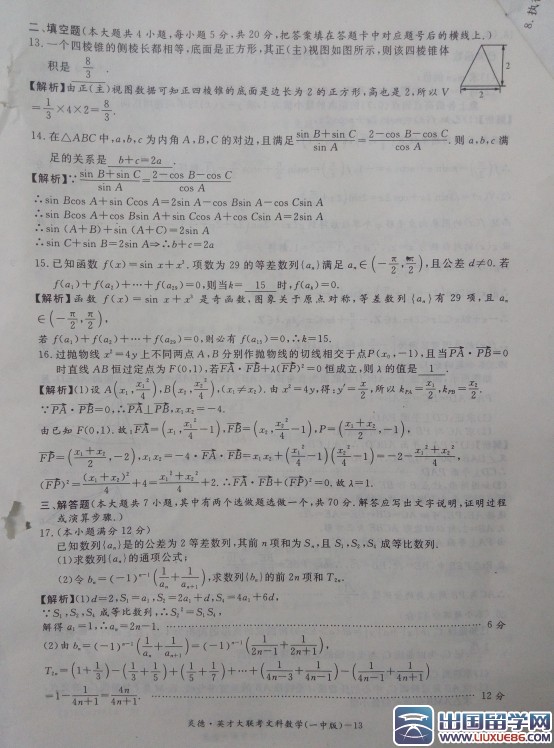 二、填空题(本大题共4小题,每小题5分,共20分,把答案填在答题卡中对应题号后的横线上.)
13.一个四棱锥的侧棱长都相等,底面是正方形,其正(主)视图如图所示,则该四棱锥体
积是 8/3 .
2
2
【解析】由正(主)视图数据可知正四棱锥的底面是边长为2的正方形,高也是2,所以V
=1/3×4×2=8/3.
14.在△ABC中,a,b,c为内角A,B,C的对边,且满足(sin B+sin C)/(sin A)=(2-cos B-cos C)/(cos A).则a,b,c满
足的关系是 b+c=2a .
【解析】∵(sin B+sin C)/(sin A)=(2-cos B-cos C)/(cos A)
∴sin Bcos A+sin Ccos A=2sin A-cos Bsin A-cos Csin A
∴sin Bcos A+cos Bsin A+sin Ccos A+cos Csin A=2sin A
∴sin (A+B)+sin (A+C)=2sin A
∴sin C+sin B=2sin A⇒∴b+c=2a
15.已知函数f(x)=sin x+x³.项数为29的等差数列{aₙ}满足aₙ∈(-π/2,π/2),且公差d≠0.若
f(a₁)+f(a₂)+⋯+f(a₂₉)=0,则当k= 15 时,f(aₖ)=0.
【解析】函数f(x)=sin x+x³是奇函数,图象关于原点对称,等差数列{aₙ}有29项,且aₙ
∈(-π/2,π/2),
若f(a₁)+f(a₂)+⋯+f(a₂₉)=0,则必有f(a₁₅)=0,∴k=15.
16.过抛物线x²=4y上不同两点A,B分别作抛物线的切线相交于点P(x₀,-1),且当PA·PB=0
时直线AB恒过定点为F(0,1),若FA·FB+λ(FP)²=0恒成立,则λ的值是 1 .
【解析】(1)设A(x₁,x₁²/4),B(x₂,x₂²/4),(x₁≠x₂).由x²=4y,得:y′=x/2,所以k_PA=x₁/2,k_PB=x₂/2.
∵PA·PB=0,∴PA⊥PB,x₁x₂=-4.
由已知F(0,1).故:FA=(x₁,x₁²/4-1),FB=(x₂,x₂²/4-1),P=((x₁+x₂)/2,-1),
FP=((x₁+x₂)/2,-2),x₁x₂=-4·FA·FB=x₁x₂+(x₁²/4-1)(x₂²/4-1)=-2-(x₁²+x₂²)/4,
(FP)²=(x₁+x₂)²/4+4=(x₁²+x₂²)/4+2.∴FA·FB+(FP)²=0.故λ=1.
三、解答题(本大题共7小题,其中有两个选做题选做一个,共70分.解答应写出文字说明,证明过程
或演算步骤.)
17.(本小题满分12分)
已知数列{aₙ}是的公差为2等差数列,其前n项和为Sₙ,且S₁,S₂,S₄成等比数列.
(1)求数列{aₙ}的通项公式;
(2)令bₙ=(-1)ⁿ⁻¹(1/aₙ+1/aₙ₊₁),求数列{bₙ}的前2n项和T₂ₙ.
【解析】(1)d=2,S₁=a₁,S₂=2a₁+d,S₄=4a₁+6d,
∵S₁,S₂,S₄成等比数列,∴S₂²=S₁S₄,
解得a₁=1,∴aₙ=2n-1. ⋯⋯ 6分
(2)由bₙ=(-1)ⁿ⁻¹(1/aₙ+1/aₙ₊₁)=(-1)ⁿ⁻¹(1/(2n-1)+1/(2n+1)),
T₂ₙ=(1+1/3)-(1/3+1/5)+(1/5+1/7)+⋯+(1/(4n-3)+1/(4n-1))-(1/(4n-1)+1/(4n+1))
=1-1/(4n+1)=4n/(4n+1). ⋯⋯ 12分
炎德·英才大联考文科数学(一中版)-13
出国留学网
www.liuxue86.com